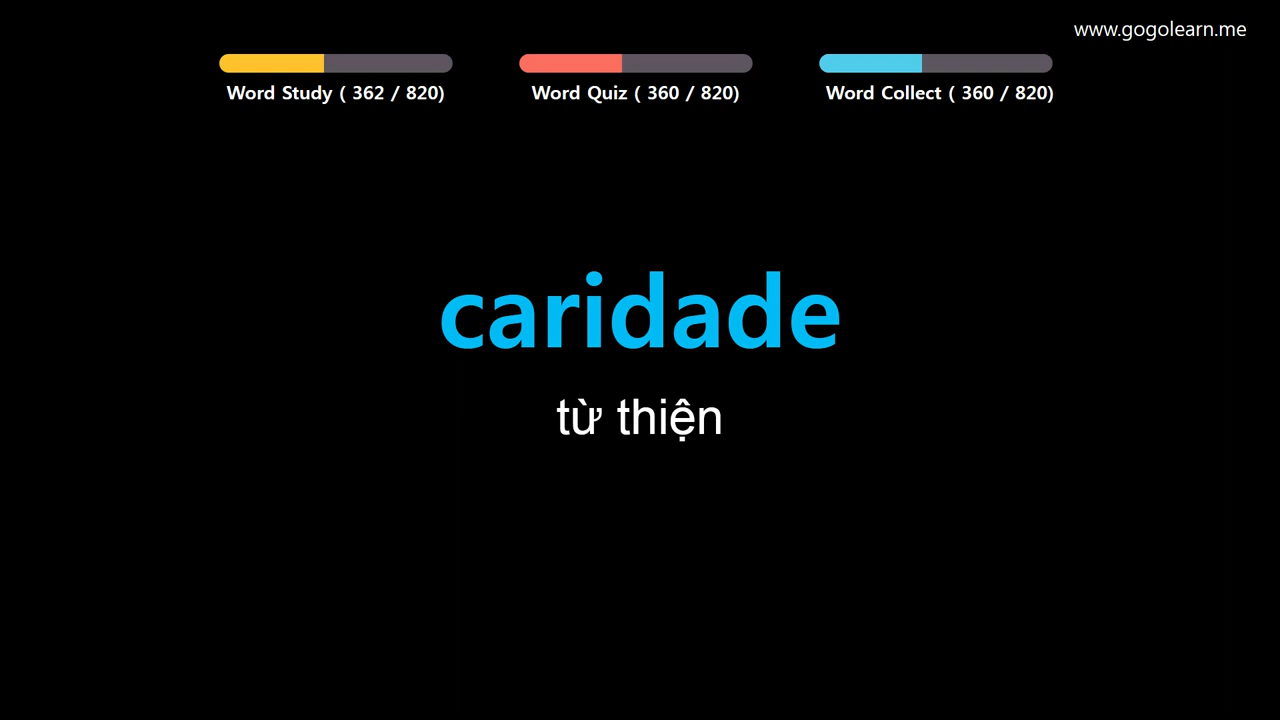 www.gogolearn.me
Word Study ( 362 / 820)
Word Quiz ( 360 / 820)
Word Collect ( 360 / 820)
caridade
từ thiện